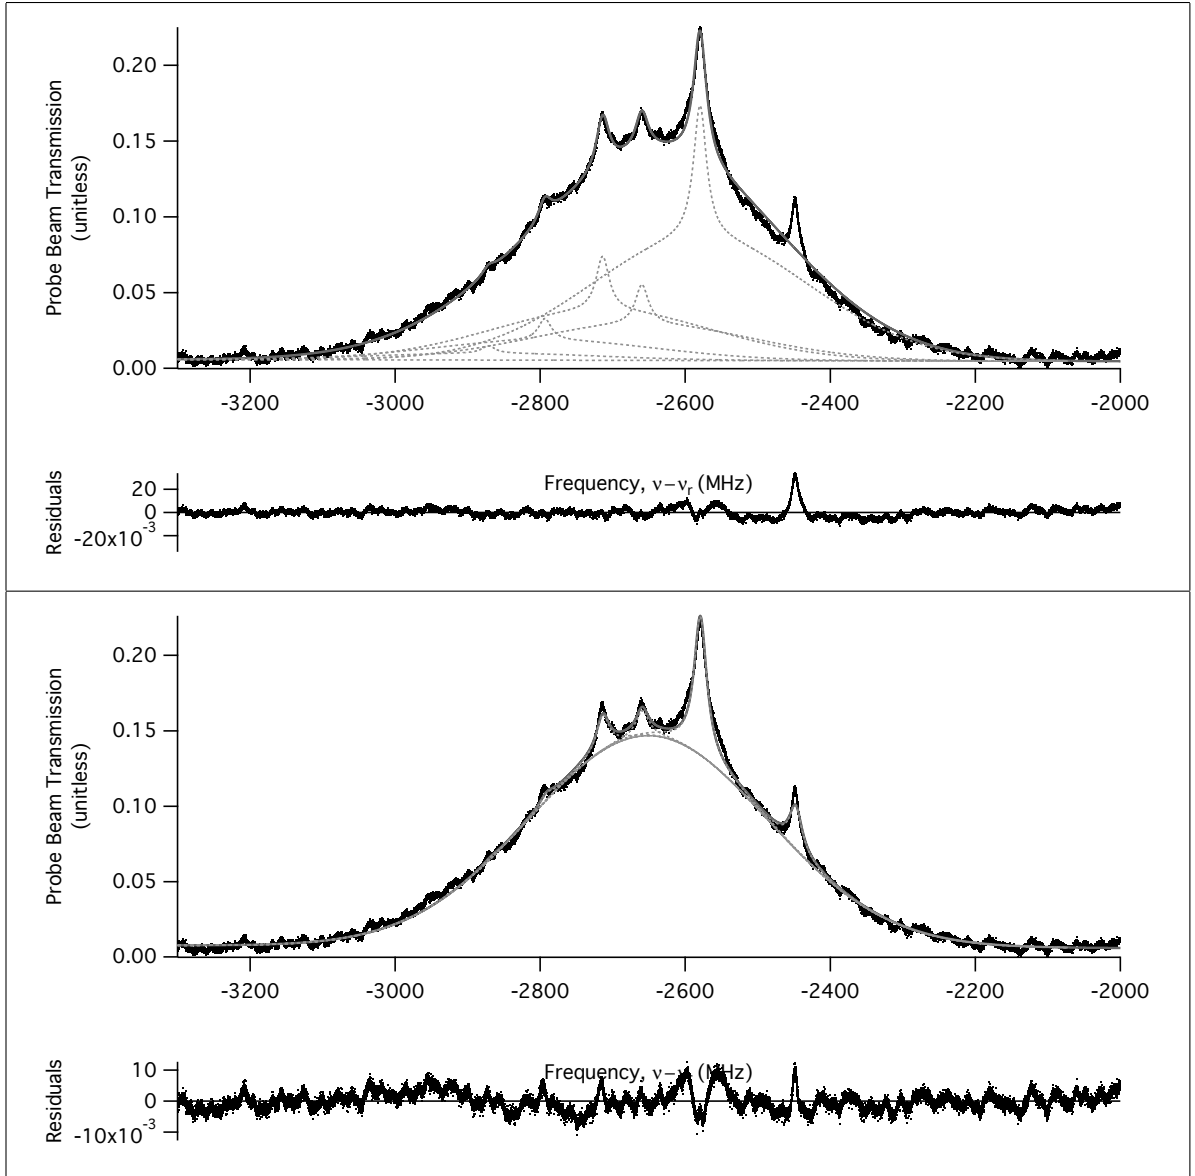 Probe Beam Transmission
(unitless)
0.20
0.15
0.10
0.05
0.00
-3200 -3000 -2800 -2600 -2400 -2200 -2000
Frequency, ν−νr (MHz)
Residuals
20
0
-20x10-3
Probe Beam Transmission
(unitless)
0.20
0.15
0.10
0.05
0.00
-3200 -3000 -2800 -2600 -2400 -2200 -2000
Frequency, ν−ν (MHz)
Residuals
10
0
-10x10-3